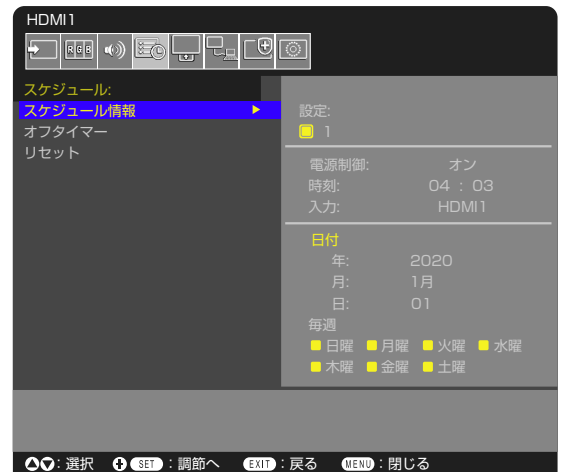 HDMI1
RGB
スケジュール:
スケジュール情報
オフタイマー
リセット
設定:
1
電源制御: オン
時刻: 04 : 03
入力: HDMI1
日付
年: 2020
月: 1月
日: 01
毎週
日曜 月曜 火曜 水曜
木曜 金曜 土曜
: 選択 SET : 調節へ EXIT : 戻る MENU : 閉じる